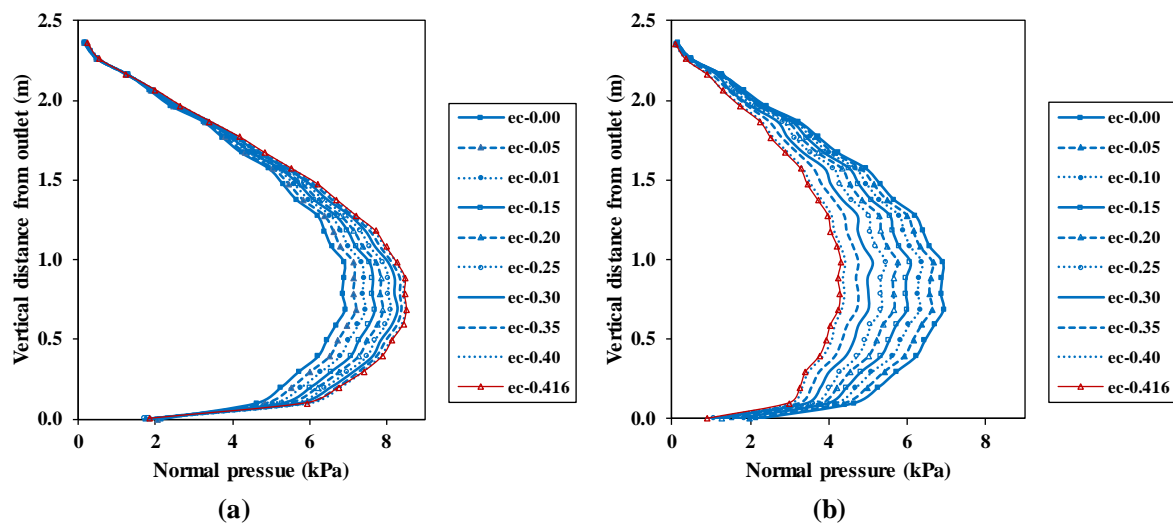 2.5
2.0
1.5
1.0
0.5
0.0
Vertical distance from outlet (m)
0 2 4 6 8
Normal pressue (kPa)
(a)
ec-0.00
ec-0.05
ec-0.01
ec-0.15
ec-0.20
ec-0.25
ec-0.30
ec-0.35
ec-0.40
ec-0.416
2.5
2.0
1.5
1.0
0.5
0.0
Vertical distance from outlet (m)
0 2 4 6 8
Normal pressure (kPa)
(b)
ec-0.00
ec-0.05
ec-0.10
ec-0.15
ec-0.20
ec-0.25
ec-0.30
ec-0.35
ec-0.40
ec-0.416